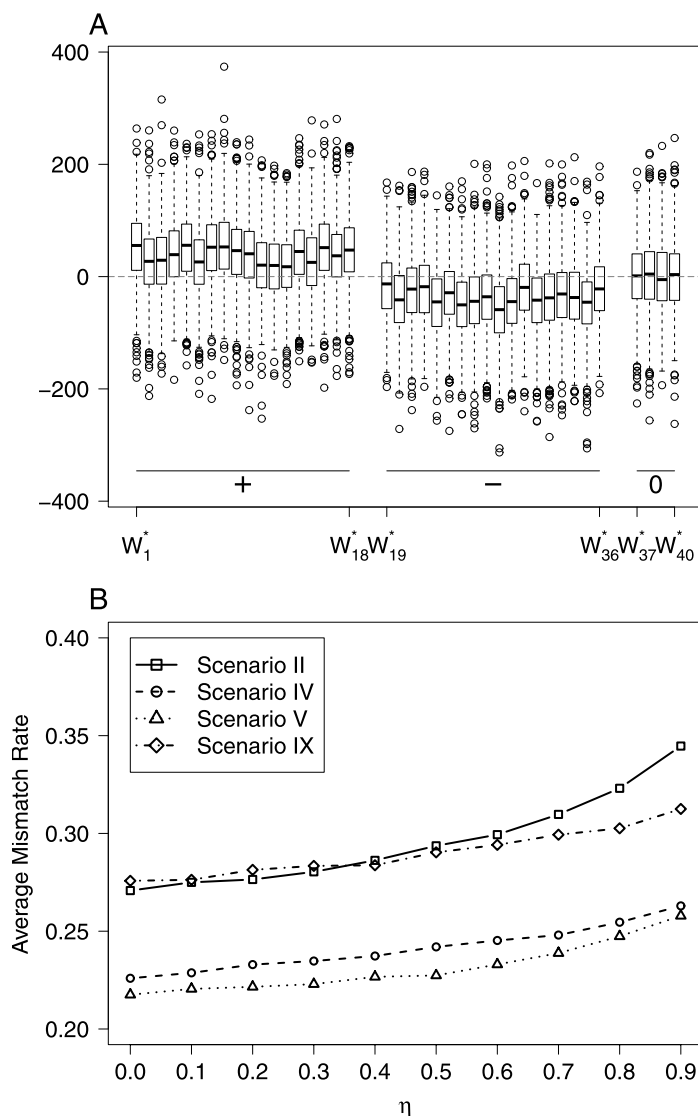 A
400
200
0
−200
−400
+
−
0
W*1
W*18 W*19
W*36 W*37 W*40
B
0.40
0.35
0.30
0.25
0.20
Average Mismatch Rate
Scenario II
Scenario IV
Scenario V
Scenario IX
0.0 0.1 0.2 0.3 0.4 0.5 0.6 0.7 0.8 0.9
η